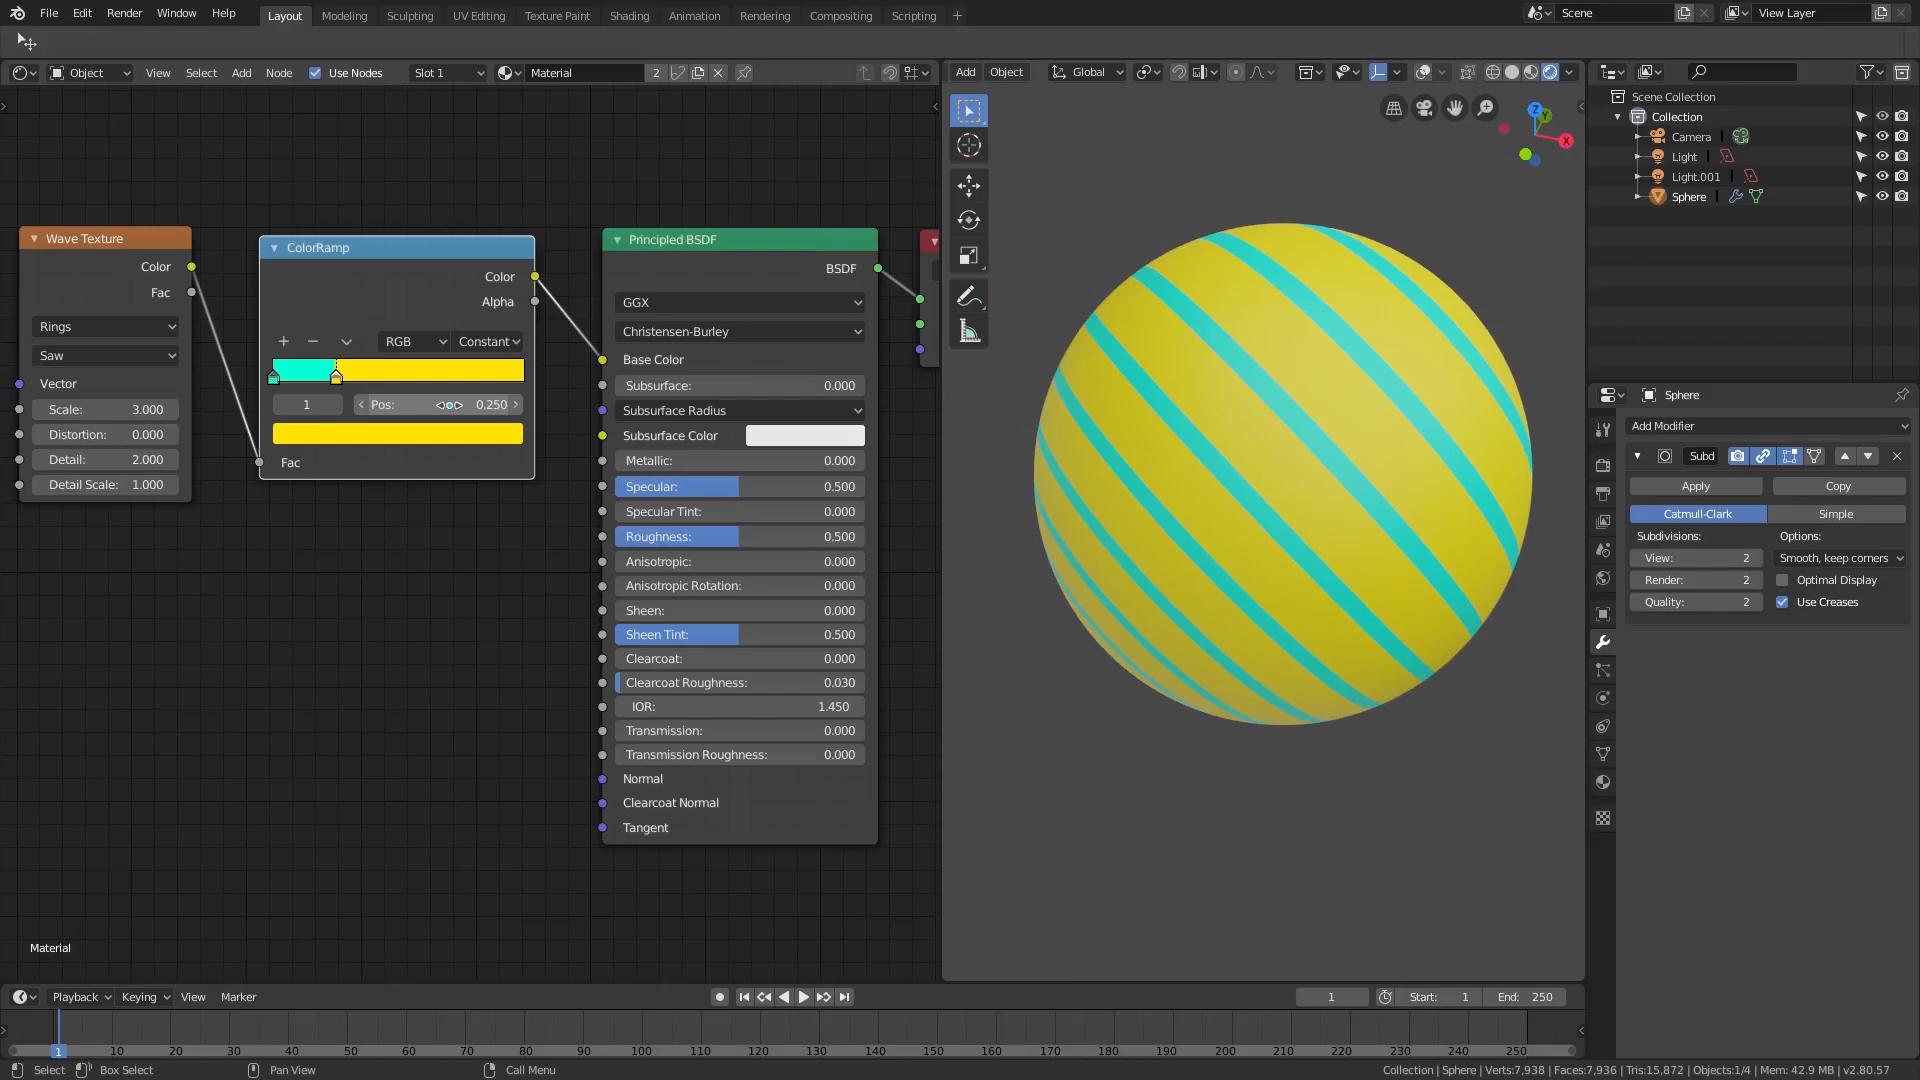 File Edit Render Window Help Layout Modeling Sculpting UV Editing Texture Paint Shading Animation Rendering Compositing Scripting + Scene View Layer
Object View Select Add Node Use Nodes Slot 1 Material 2
Add Object Global
Z
Y
X
Scene Collection
Collection
Camera
Light
Light.001
Sphere
Wave Texture
Color
Fac
Rings
Saw
Vector
Scale: 3.000
Distortion: 0.000
Detail: 2.000
Detail Scale: 1.000
ColorRamp
Color
Alpha
RGB Constant
1 Pos: 0.250
Fac
Principled BSDF
BSDF
GGX
Christensen-Burley
Base Color
Subsurface: 0.000
Subsurface Radius
Subsurface Color
Metallic: 0.000
Specular: 0.500
Specular Tint: 0.000
Roughness: 0.500
Anisotropic: 0.000
Anisotropic Rotation: 0.000
Sheen: 0.000
Sheen Tint: 0.500
Clearcoat: 0.000
Clearcoat Roughness: 0.030
IOR: 1.450
Transmission: 0.000
Transmission Roughness: 0.000
Normal
Clearcoat Normal
Tangent
Material
Sphere
Add Modifier
Subd
Apply Copy
Catmull-Clark Simple
Subdivisions: Options:
View: 2 Smooth, keep corners
Render: 2 Optimal Display
Quality: 2 Use Creases
Playback Keying View Marker 1 Start: 1 End: 250
1 10 20 30 40 50 60 70 80 90 100 110 120 130 140 150 160 170 180 190 200 210 220 230 240 250
Select Box Select Pan View Call Menu Collection | Sphere | Verts:7,938 | Faces:7,936 | Tris:15,872 | Objects:1/4 | Mem: 42.9 MB | v2.80.57